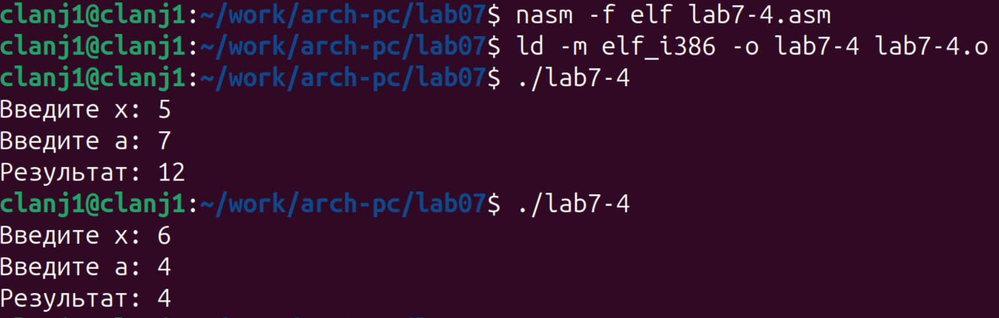 clanj1@clanj1:~/work/arch-pc/lab07$ nasm -f elf lab7-4.asm
clanj1@clanj1:~/work/arch-pc/lab07$ ld -m elf_i386 -o lab7-4 lab7-4.o
clanj1@clanj1:~/work/arch-pc/lab07$ ./lab7-4
Введите x: 5
Введите a: 7
Результат: 12
clanj1@clanj1:~/work/arch-pc/lab07$ ./lab7-4
Введите x: 6
Введите a: 4
Результат: 4